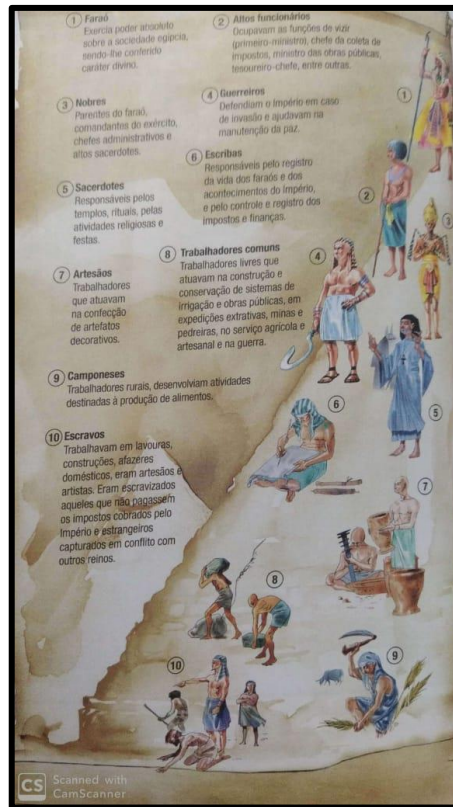 1 Faraó
Exercia poder absoluto
sobre a sociedade egípcia,
sendo-lhe conferido
caráter divino.
2 Altos funcionários
Ocupavam as funções de vizir
(primeiro-ministro), chefe da coleta de
impostos, ministro das obras públicas,
tesoureiro-chefe, entre outras.
3 Nobres
Parentes do faraó,
comandantes do exército,
chefes administrativos e
altos sacerdotes.
4 Guerreiros
Defendiam o Império em caso
de invasão e ajudavam na
manutenção da paz.
5 Sacerdotes
Responsáveis pelos
templos, rituais, pelas
atividades religiosas e
festas.
6 Escribas
Responsáveis pelo registro
da vida dos faraós e dos
acontecimentos do Império,
e pelo controle e registro dos
impostos e finanças.
7 Artesãos
Trabalhadores
que atuavam
na confecção
de artefatos
decorativos.
8 Trabalhadores comuns
Trabalhadores livres que
atuavam na construção e
conservação de sistemas de
irrigação e obras públicas, em
expedições extrativas, minas e
pedreiras, no serviço agrícola e
artesanal e na guerra.
9 Camponeses
Trabalhadores rurais, desenvolviam atividades
destinadas à produção de alimentos.
10 Escravos
Trabalhavam em lavouras,
construções, afazeres
domésticos, eram artesãos e
artistas. Eram escravizados
aqueles que não pagassem
os impostos cobrados pelo
Império e estrangeiros
capturados em conflito com
outros reinos.
1
2
3
4
5
6
7
8
9
10
CS Scanned with
CamScanner